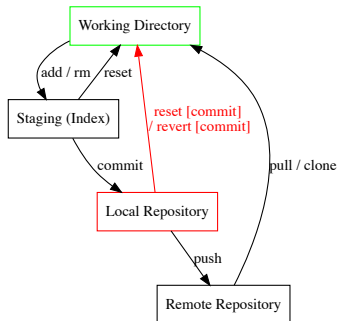 Working Directory
add / rm
reset
Staging (Index)
reset [commit]
/ revert [commit]
commit
pull / clone
Local Repository
push
Remote Repository